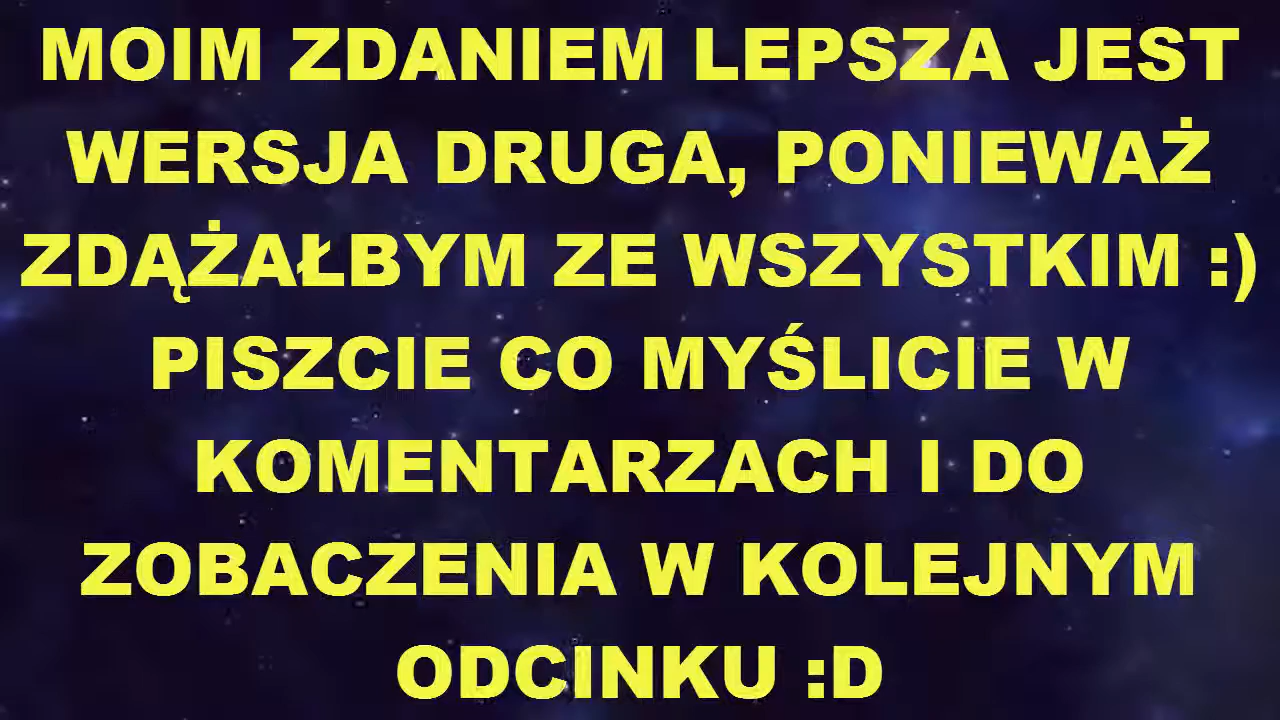 MOIM ZDANIEM LEPSZA JEST
WERSJA DRUGA, PONIEWAŻ
ZDĄŻAŁBYM ZE WSZYSTKIM :)
PISZCIE CO MYŚLICIE W
KOMENTARZACH I DO
ZOBACZENIA W KOLEJNYM
ODCINKU :D